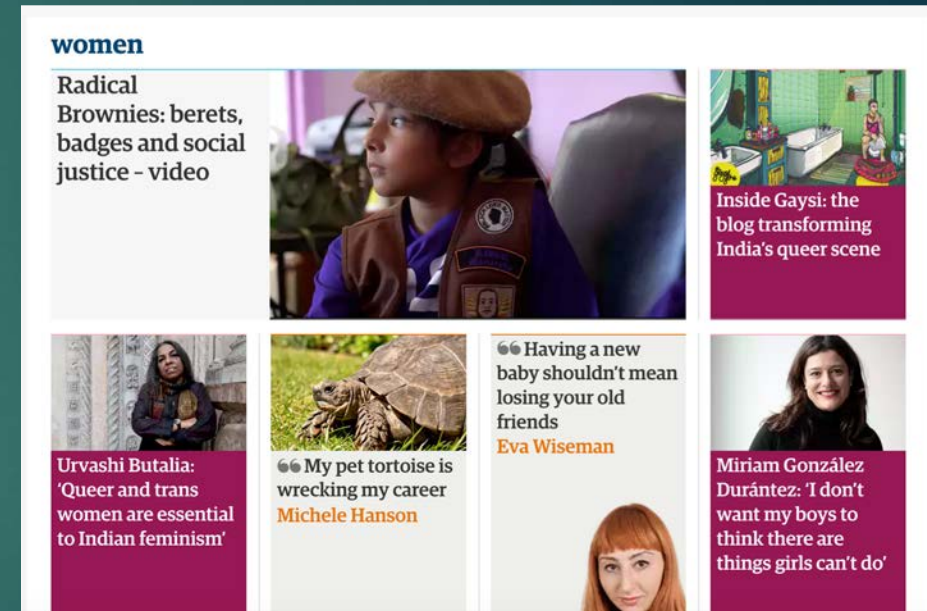 women
Radical
Brownies: berets,
badges and social
justice – video
Inside Gaysi: the
blog transforming
India’s queer scene
Urvashi Butalia:
‘Queer and trans
women are essential
to Indian feminism’
❝ My pet tortoise is
wrecking my career
Michele Hanson
❝ Having a new
baby shouldn’t mean
losing your old
friends
Eva Wiseman
Miriam González
Durántez: ‘I don’t
want my boys to
think there are
things girls can’t do’